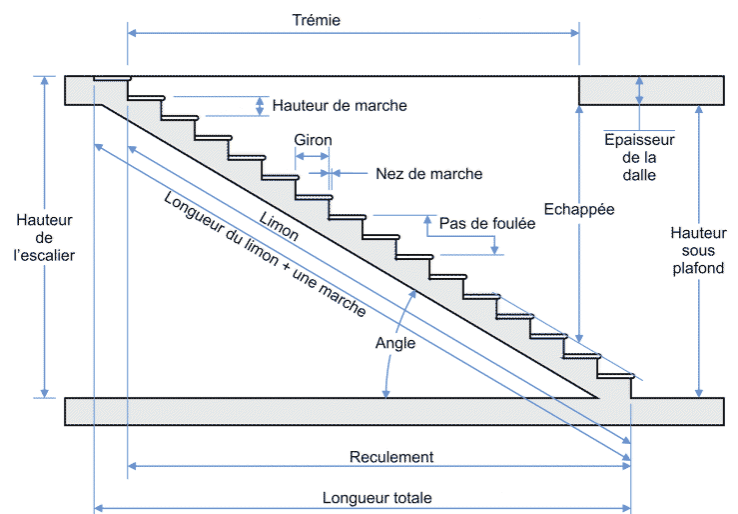 Trémie
Hauteur de marche
Giron
Epaisseur
de la
dalle
Nez de marche
Echappée
Limon
Longueur du limon + une marche
Pas de foulée
Hauteur
de
l'escalier
Hauteur
sous
plafond
Angle
Reculement
Longueur totale